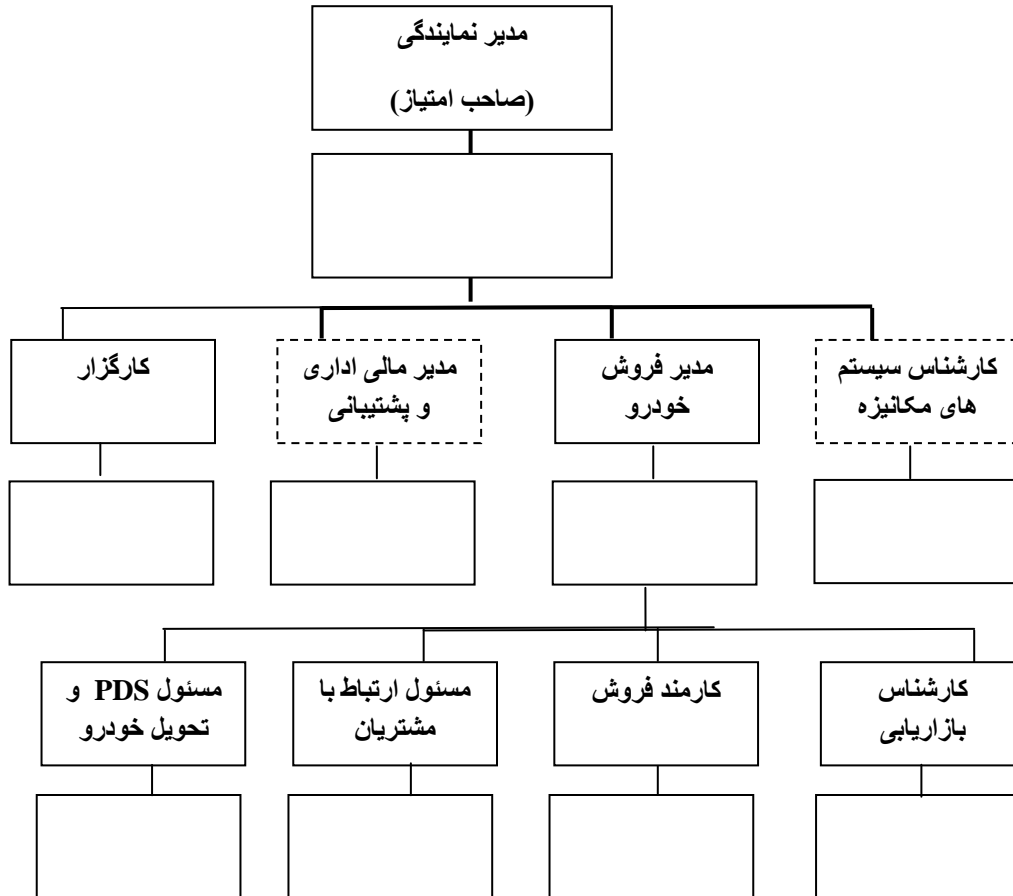 مدیر نمایندگی
(صاحب امتیاز)
کارشناس سیستم
های مکانیزه
مدیر فروش
خودرو
مدیر مالی اداری
و پشتیبانی
کارگزار
کارشناس
بازاریابی
کارمند فروش
مسئول ارتباط با
مشتریان
مسئول PDS و
تحویل خودرو